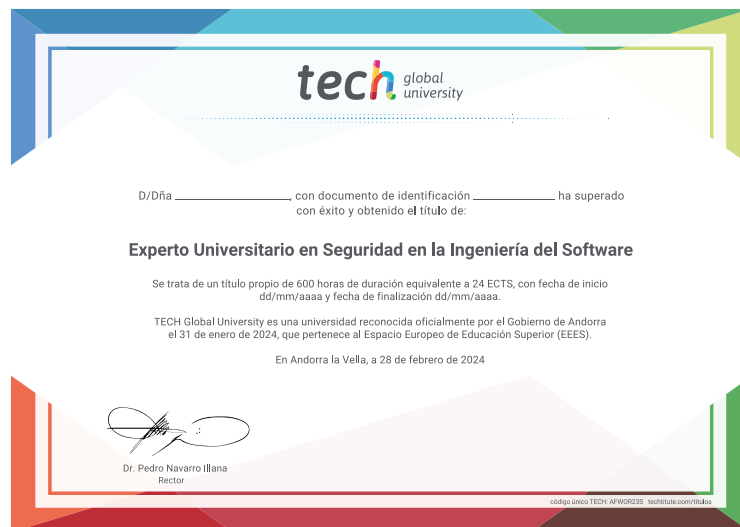 tech global
university
D/Dña ________________, con documento de identificación ____________ ha superado
con éxito y obtenido el título de:
Experto Universitario en Seguridad en la Ingeniería del Software
Se trata de un título propio de 600 horas de duración equivalente a 24 ECTS, con fecha de inicio
dd/mm/aaaa y fecha de finalización dd/mm/aaaa.
TECH Global University es una universidad reconocida oficialmente por el Gobierno de Andorra
el 31 de enero de 2024, que pertenece al Espacio Europeo de Educación Superior (EEES).
En Andorra la Vella, a 28 de febrero de 2024
Dr. Pedro Navarro Illana
Rector
código único TECH: AFWOR23S techtitute.com/titulos